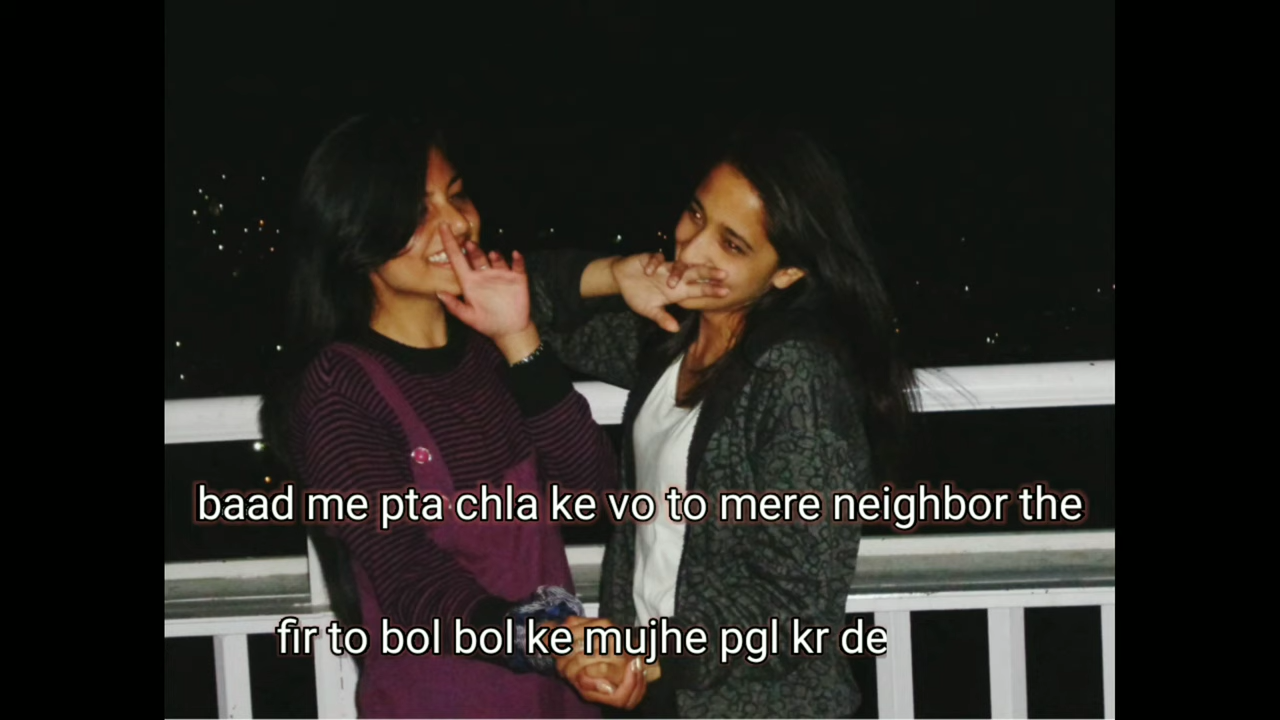 baad me pta chla ke vo to mere neighbor the
fir to bol bol ke mujhe pgl kr de